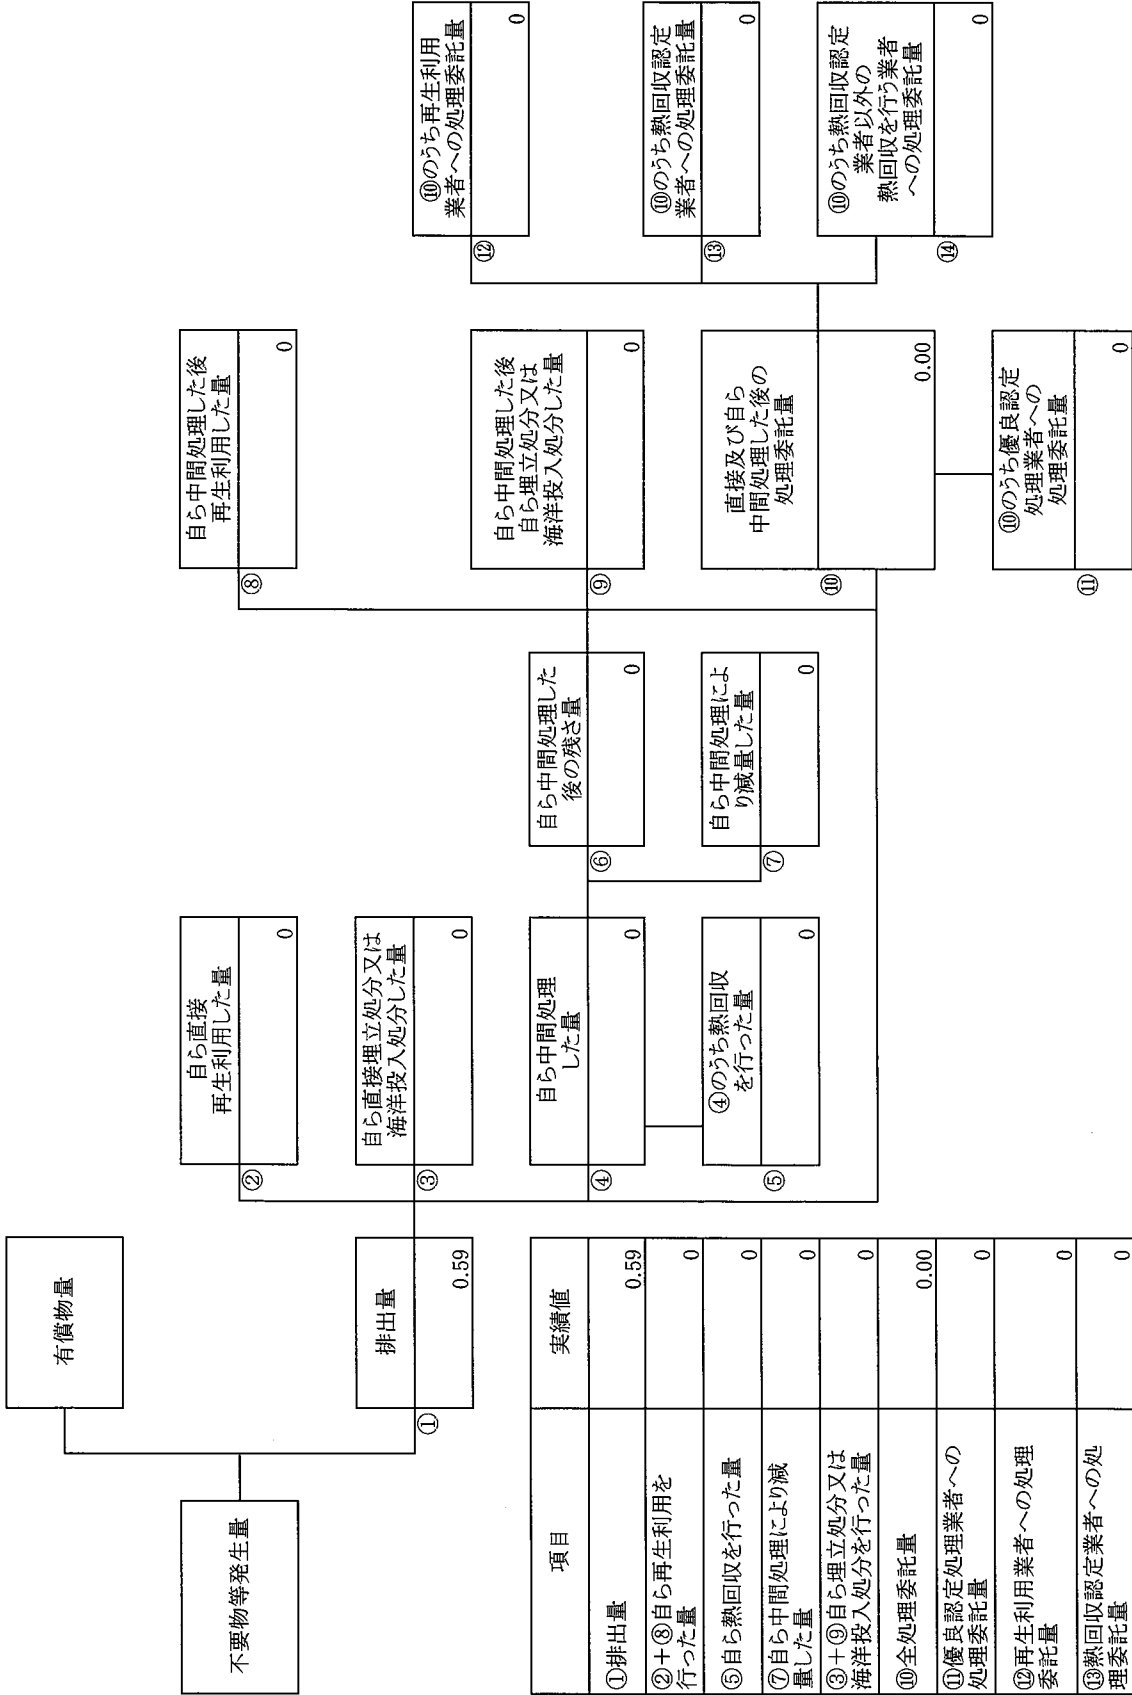 不要物等発生量
有償物量
①
排出量
0.59
②
自ら直接
再生利用した量
0
③
自ら直接埋立処分又は
海洋投入処分した量
0
④
自ら中間処理
した量
0
⑤
④のうち熱回収
を行った量
0
⑥
自ら中間処理した
後の残さ量
0
⑦
自ら中間処理によ
り減量した量
0
⑧
自ら中間処理した後
再生利用した量
0
⑨
自ら中間処理した後
自ら埋立処分又は
海洋投入処分した量
0
⑩
直接及び自ら
中間処理した後の
処理委託量
0.00
⑪
⑩のうち優良認定
処理業者への
処理委託量
0
⑫
⑩のうち再生利用
業者への処理委託量
0
⑬
⑩のうち熱回収認定
業者への処理委託量
0
⑭
⑩のうち熱回収認定
業者以外の
熱回収を行う業者
への処理委託量
0
項目
実績値
①排出量
0.59
②+⑧自ら再生利用を
行った量
0
⑤自ら熱回収を行った量
0
⑦自ら中間処理により減
量した量
0
③+⑨自ら埋立処分又は
海洋投入処分を行った量
0
⑩全処理委託量
0.00
⑪優良認定処理業者への
処理委託量
0
⑫再生利用業者への処理
委託量
0
⑬熱回収認定業者への処
理委託量
0